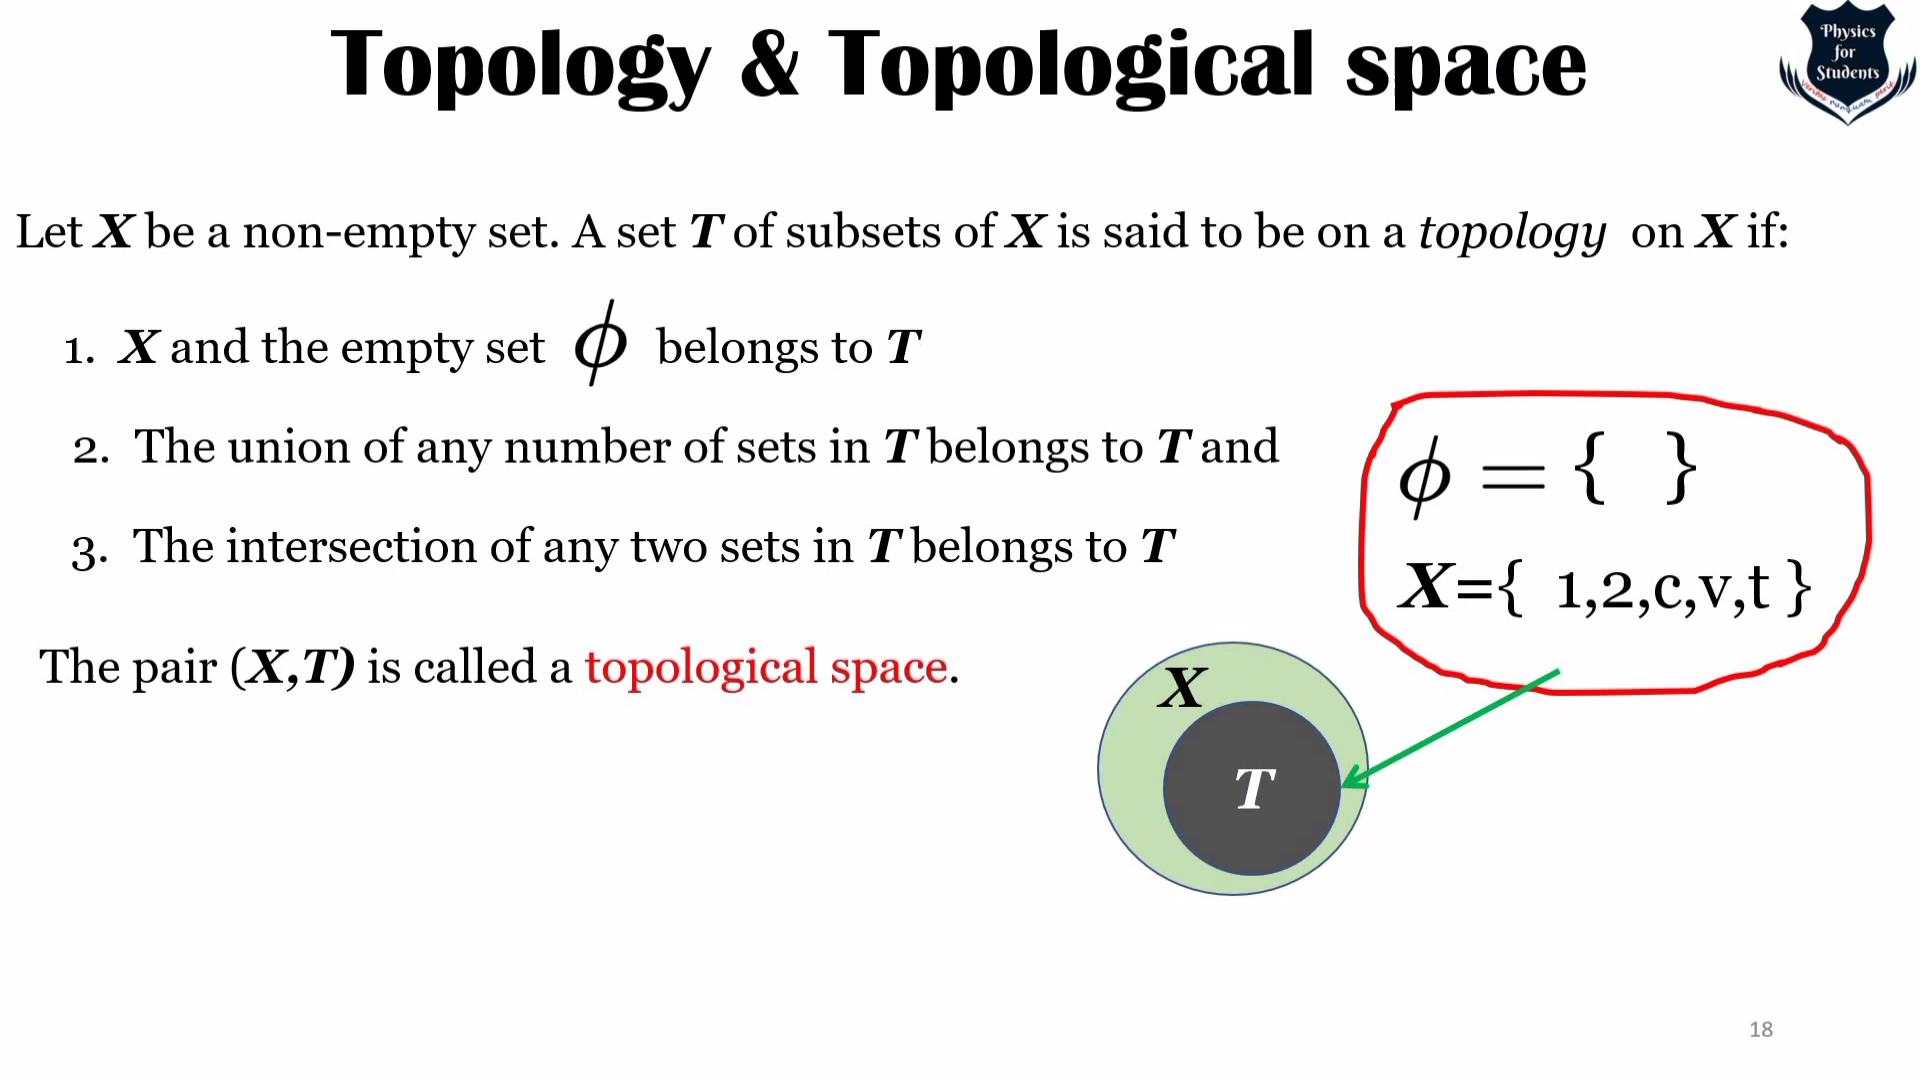 Topology & Topological space
Physics
for
Students
Let X be a non-empty set. A set T of subsets of X is said to be on a topology on X if:
1. X and the empty set ϕ belongs to T
2. The union of any number of sets in T belongs to T and
3. The intersection of any two sets in T belongs to T
The pair (X,T) is called a topological space.
ϕ = { }
X={ 1,2,c,v,t }
X
T
18